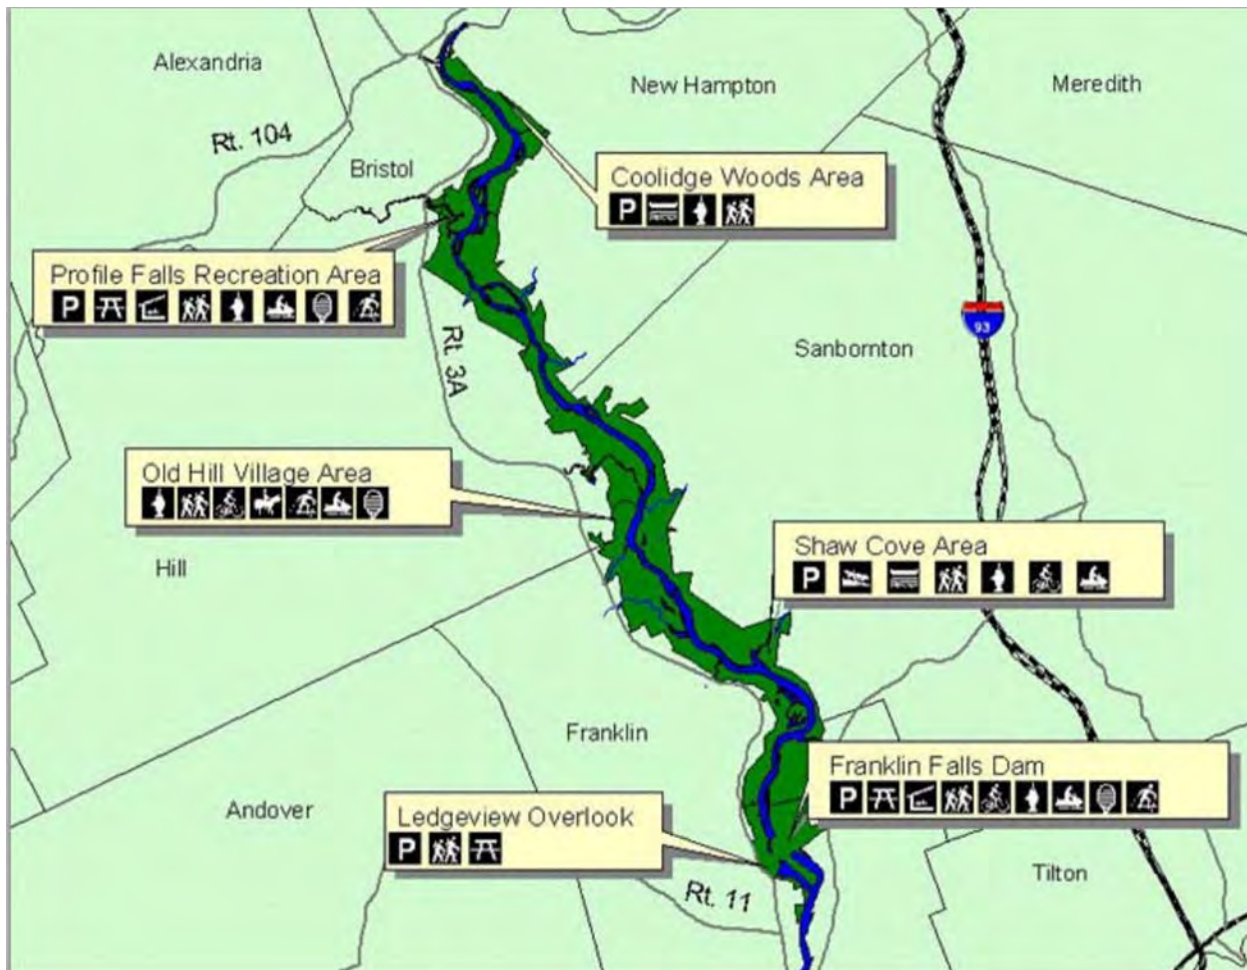 Alexandria
New Hampton
Meredith
Rt. 104
Bristol
Coolidge Woods Area
P
Profile Falls Recreation Area
P
93
Rt. 3A
Sanbornton
Old Hill Village Area
Hill
Shaw Cove Area
P
Franklin
Franklin Falls Dam
P
Andover
Ledgeview Overlook
P
Tilton
Rt. 11